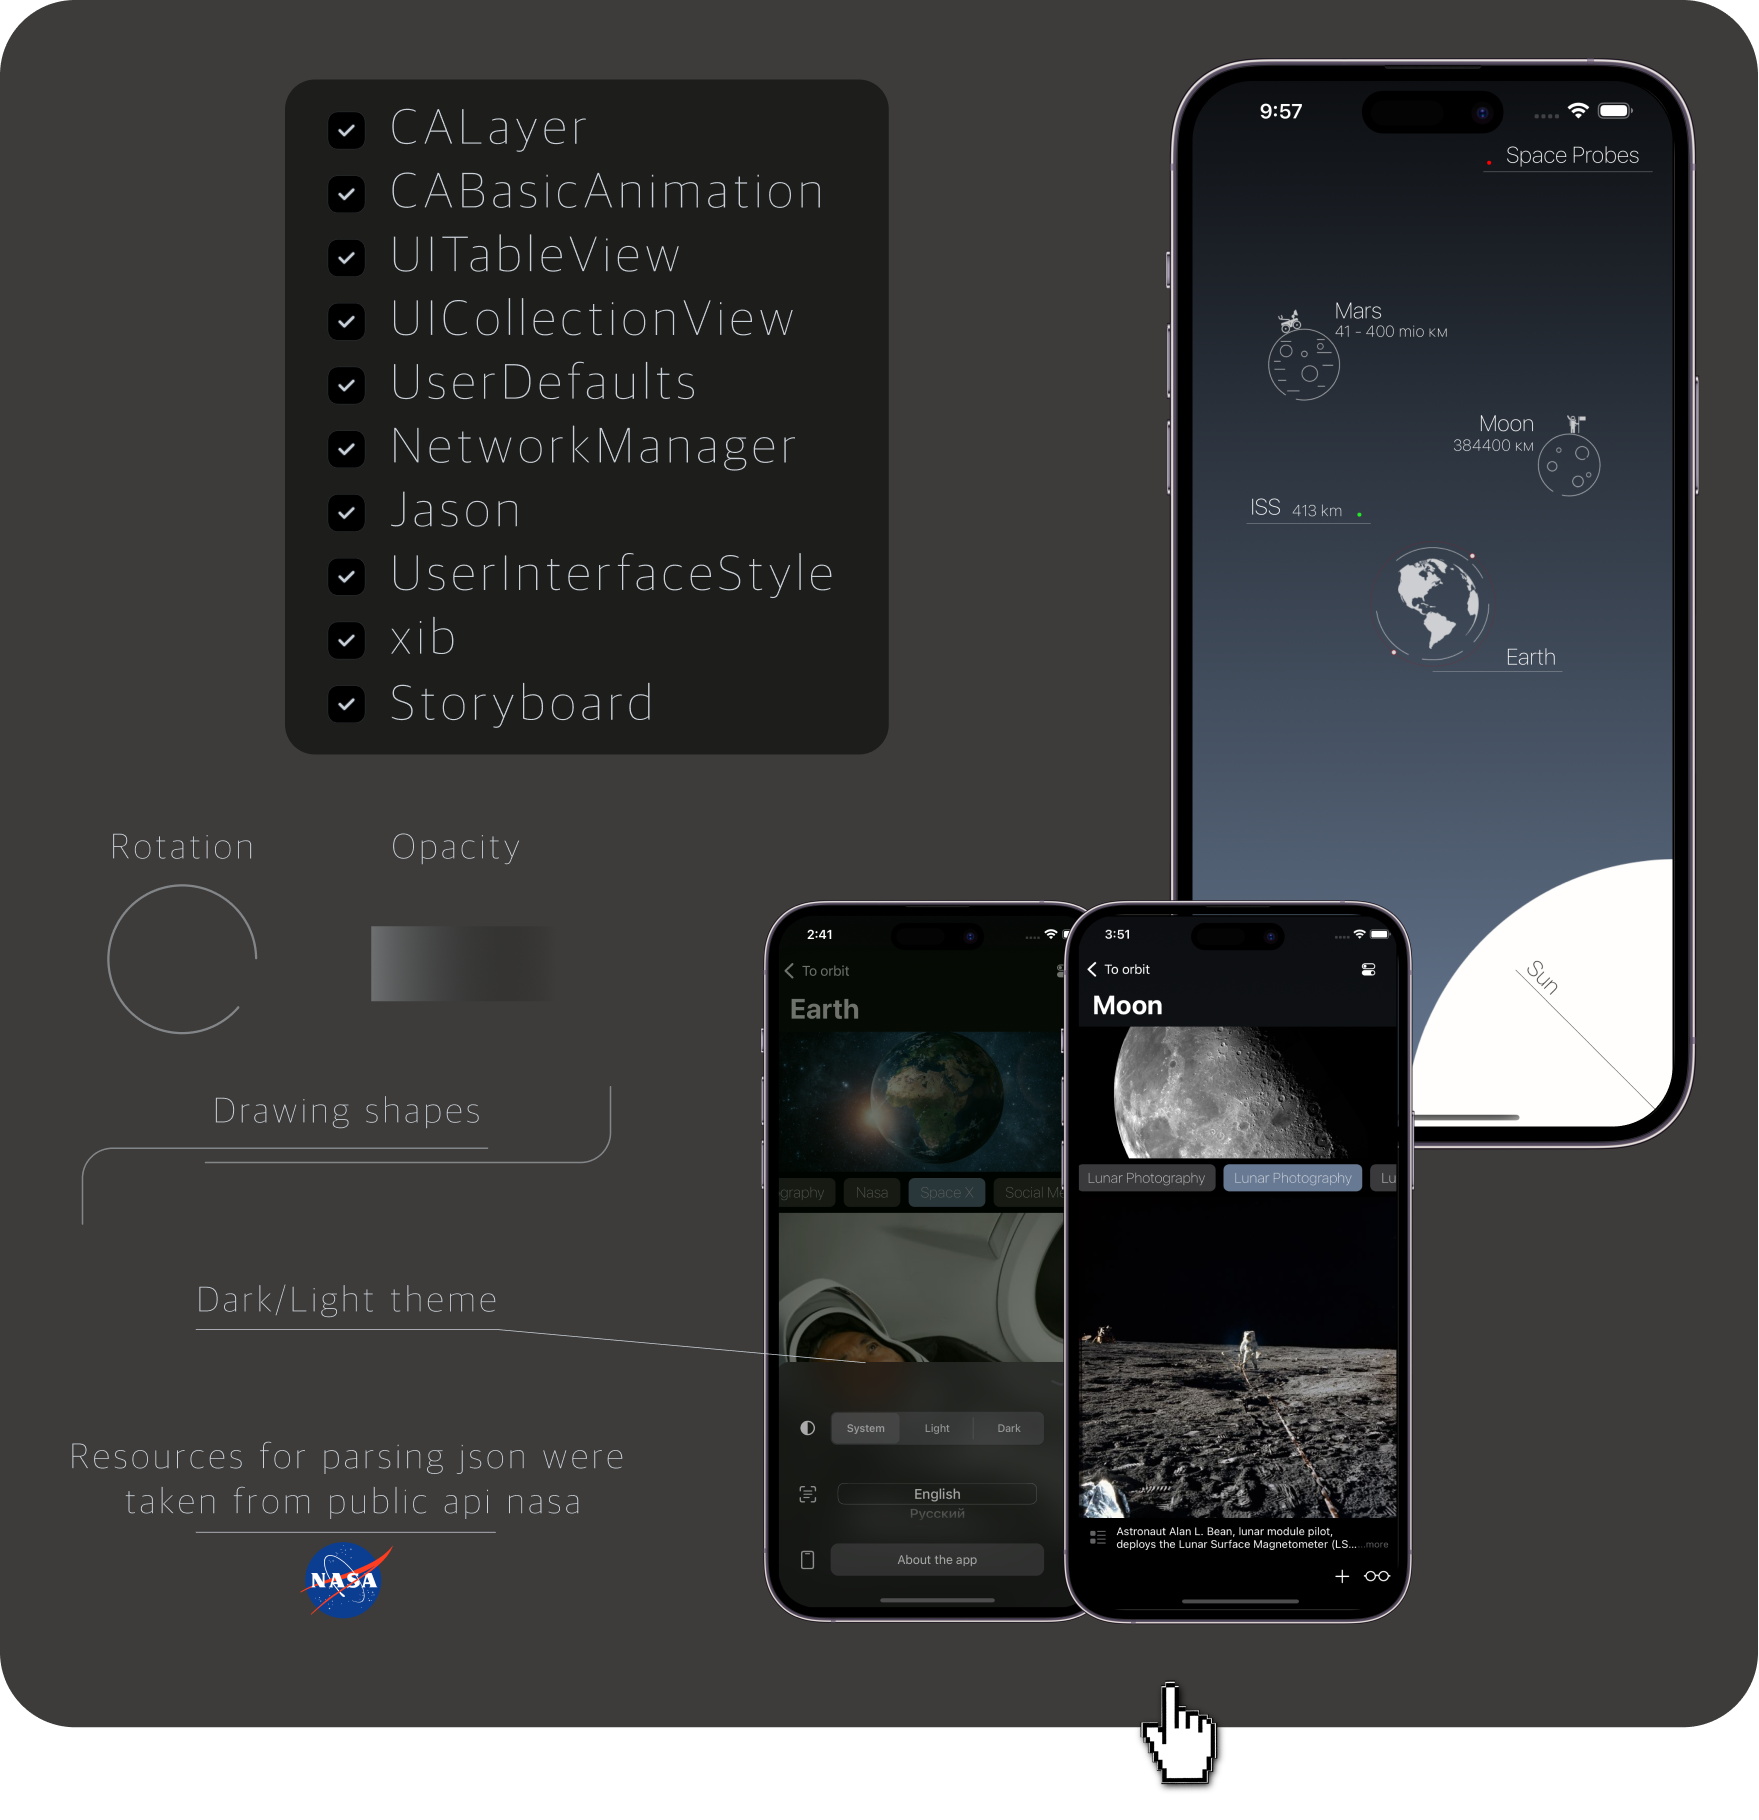 CALayer
CABasicAnimation
UITableView
UICollectionView
UserDefaults
NetworkManager
Jason
UserInterfaceStyle
xib
Storyboard
9:57
Space Probes
Mars
41 - 400 mio км
Moon
384400 км
ISS 413 km
Earth
Sun
Rotation
Opacity
Drawing shapes
Dark/Light theme
Resources for parsing json were
taken from public api nasa
NASA
2:41
To orbit
Earth
ography Nasa Space X Social Me
System Light Dark
English
Русский
About the app
3:51
To orbit
Moon
Lunar Photography Lunar Photography Lu
Astronaut Alan L. Bean, lunar module pilot,
deploys the Lunar Surface Magnetometer (LS... ...more